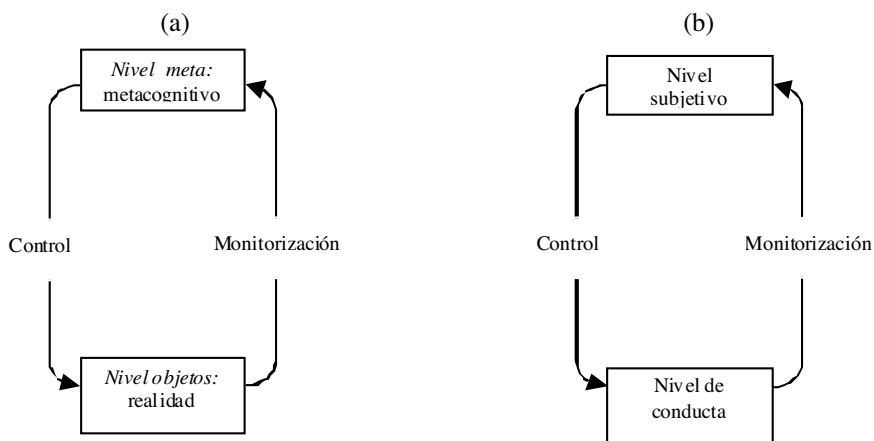 (a)
Nivel meta:
metacognitivo
Control
Monitorización
Nivel objetos:
realidad
(b)
Nivel
subjetivo
Control
Monitorización
Nivel de
conducta